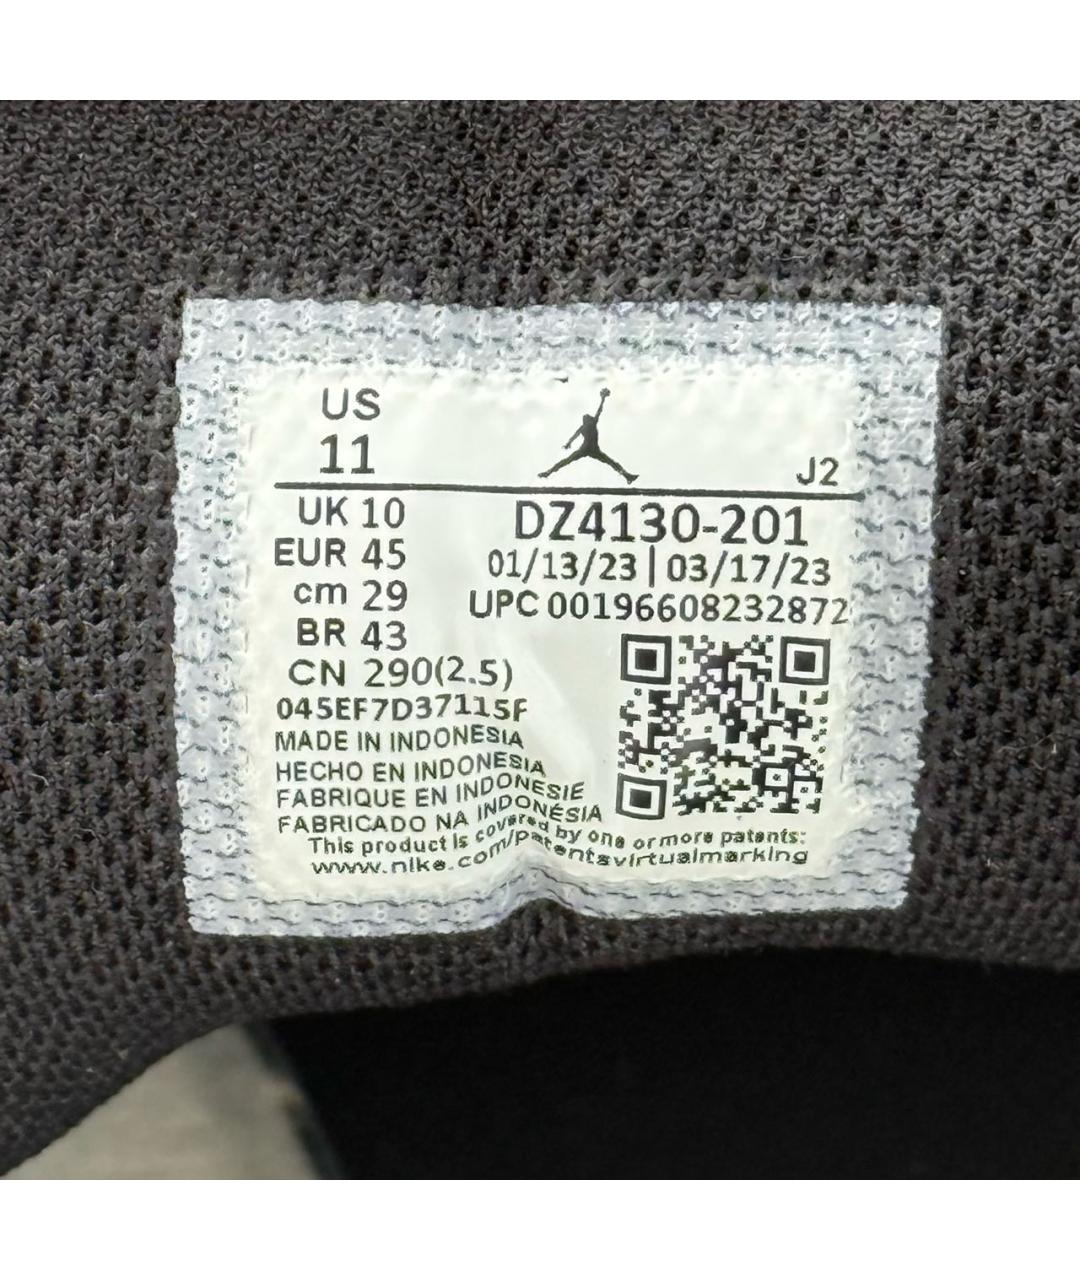 US
11
J2
UK 10
EUR 45
cm 29
BR 43
CN 290(2.5)
DZ4130-201
01/13/23 | 03/17/23
UPC 00196608232872
045EF7D37115F
MADE IN INDONESIA
HECHO EN INDONESIA
FABRIQUE EN INDONESIE
FABRICADO NA INDONÉSIA
This product is covered by one or more patents:
www.nike.com/patentsvirtualmarking